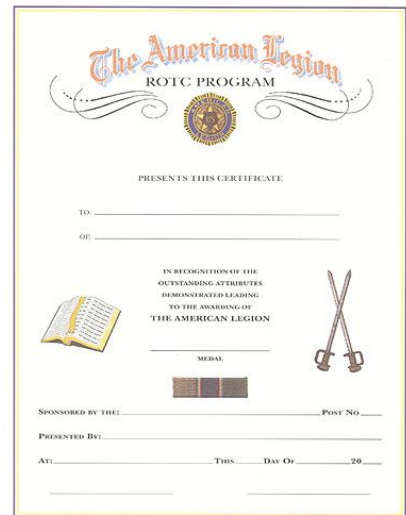 The American Legion
ROTC PROGRAM
AMERICAN
LEGION
PRESENTS THIS CERTIFICATE
TO:
OF:
IN RECOGNITION OF THE
OUTSTANDING ATTRIBUTES
DEMONSTRATED LEADING
TO THE AWARDING OF
THE AMERICAN LEGION
MEDAL
SPONSORED BY THE: POST NO
PRESENTED BY:
AT: THIS DAY OF 20